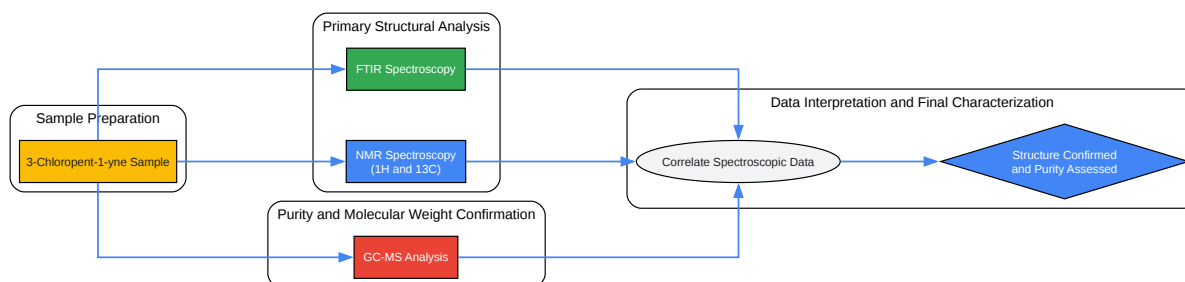 Primary Structural Analysis
FTIR Spectroscopy
Sample Preparation
3-Chloropent-1-yne Sample
NMR Spectroscopy
(1H and 13C)
Purity and Molecular Weight Confirmation
GC-MS Analysis
Data Interpretation and Final Characterization
Correlate Spectroscopic Data
Structure Confirmed
and Purity Assessed